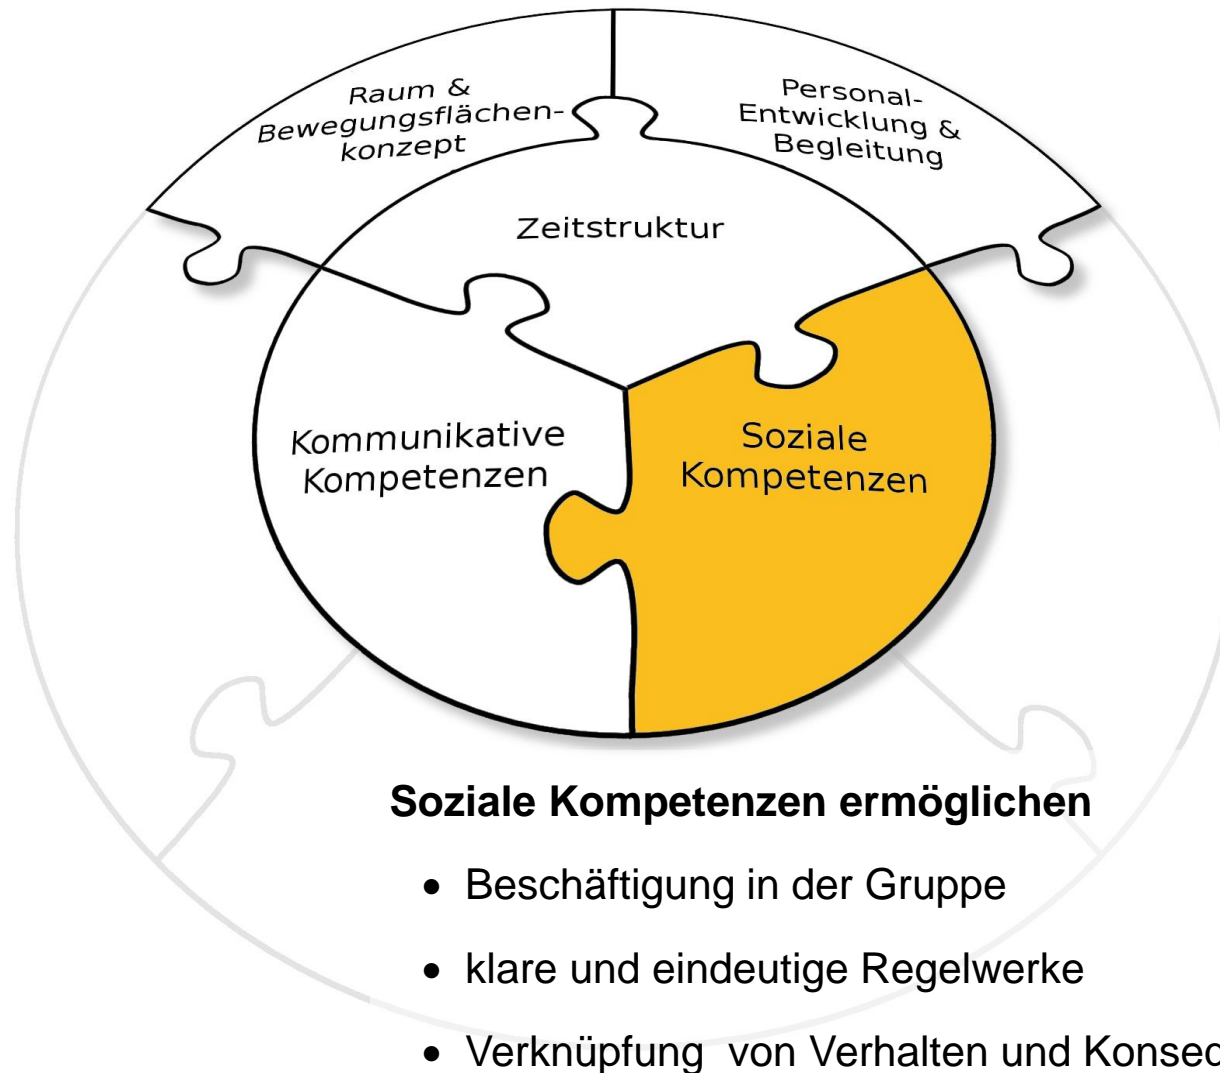 Raum &
Bewegungsflächen-
konzept
Personal-
Entwicklung &
Begleitung
Zeitstruktur
Kommunikative
Kompetenzen
Soziale
Kompetenzen
Soziale Kompetenzen ermöglichen
• Beschäftigung in der Gruppe
• klare und eindeutige Regelwerke
• Verknüpfung von Verhalten und